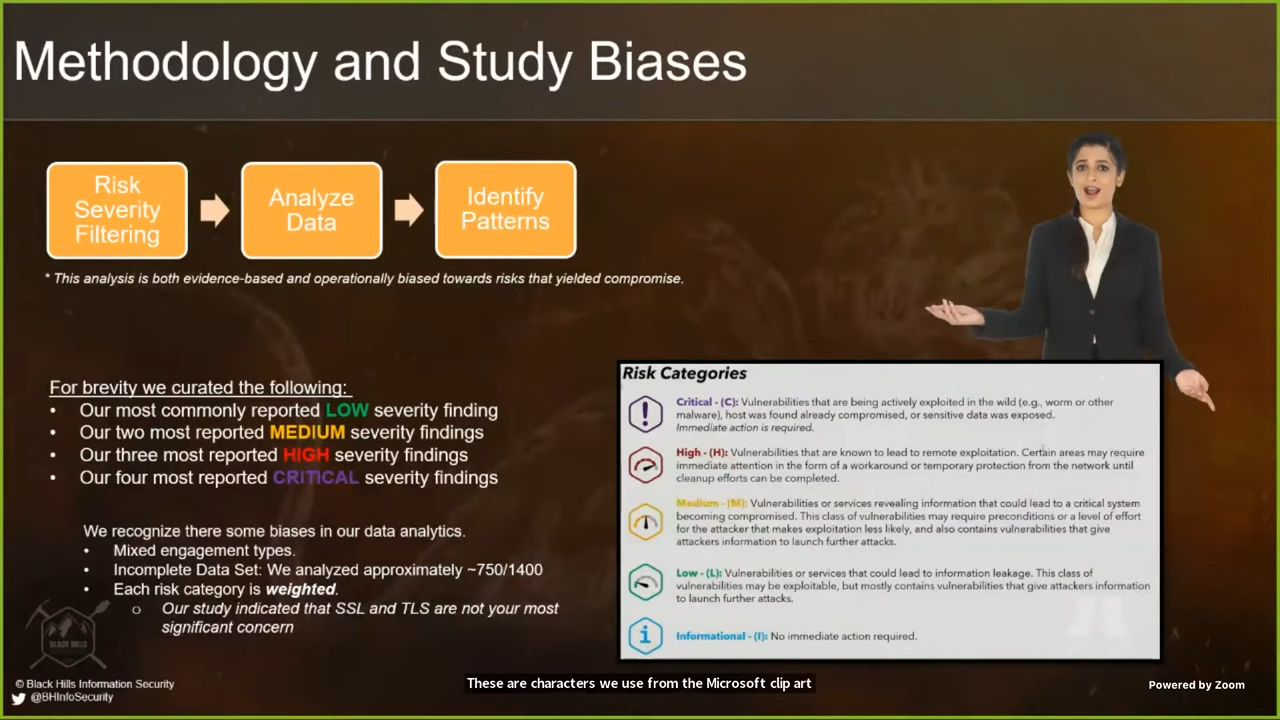 Methodology and Study Biases
Risk
Severity
Filtering
Analyze
Data
Identify
Patterns
* This analysis is both evidence-based and operationally biased towards risks that yielded compromise.
For brevity we curated the following:
• Our most commonly reported LOW severity finding
• Our two most reported MEDIUM severity findings
• Our three most reported HIGH severity findings
• Our four most reported CRITICAL severity findings
We recognize there some biases in our data analytics.
• Mixed engagement types.
• Incomplete Data Set: We analyzed approximately ~750/1400
• Each risk category is weighted.
o Our study indicated that SSL and TLS are not your most
significant concern
Risk Categories
Critical - (C): Vulnerabilities that are being actively exploited in the wild (e.g., worm or other
malware), host was found already compromised, or sensitive data was exposed.
Immediate action is required.
High - (H): Vulnerabilities that are known to lead to remote exploitation. Certain areas may require
immediate attention in the form of a workaround or temporary protection from the network until
cleanup efforts can be completed.
Medium - (M): Vulnerabilities or services revealing information that could lead to a critical system
becoming compromised. This class of vulnerabilities may require preconditions or a level of effort
for the attacker that makes exploitation less likely, and also contains vulnerabilities that give
attackers information to launch further attacks.
Low - (L): Vulnerabilities or services that could lead to information leakage. This class of
vulnerabilities may be exploitable, but mostly contains vulnerabilities that give attackers information
to launch further attacks.
Informational - (I): No immediate action required.
BLACK HILLS
© Black Hills Information Security
@BHInfoSecurity
These are characters we use from the Microsoft clip art
Powered by Zoom